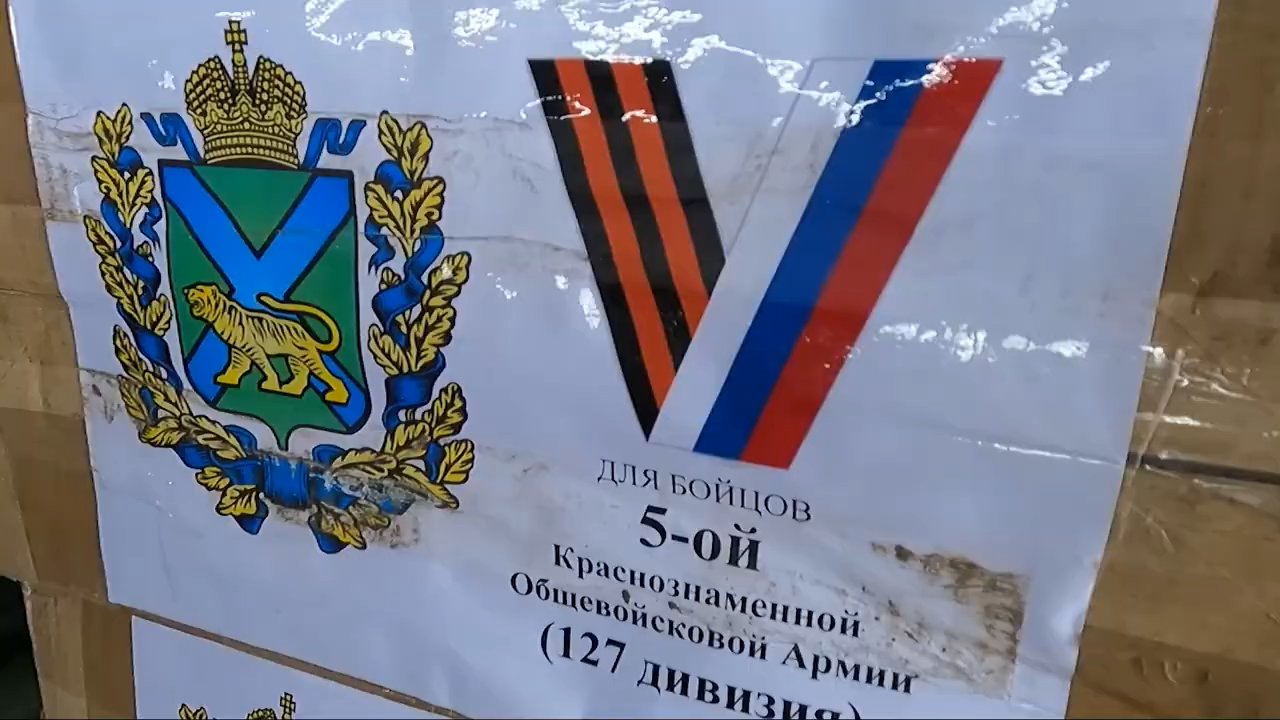 ДЛЯ БОЙЦОВ
5-ой
Краснознаменной
Общевойсковой Армии
(127 дивизия)